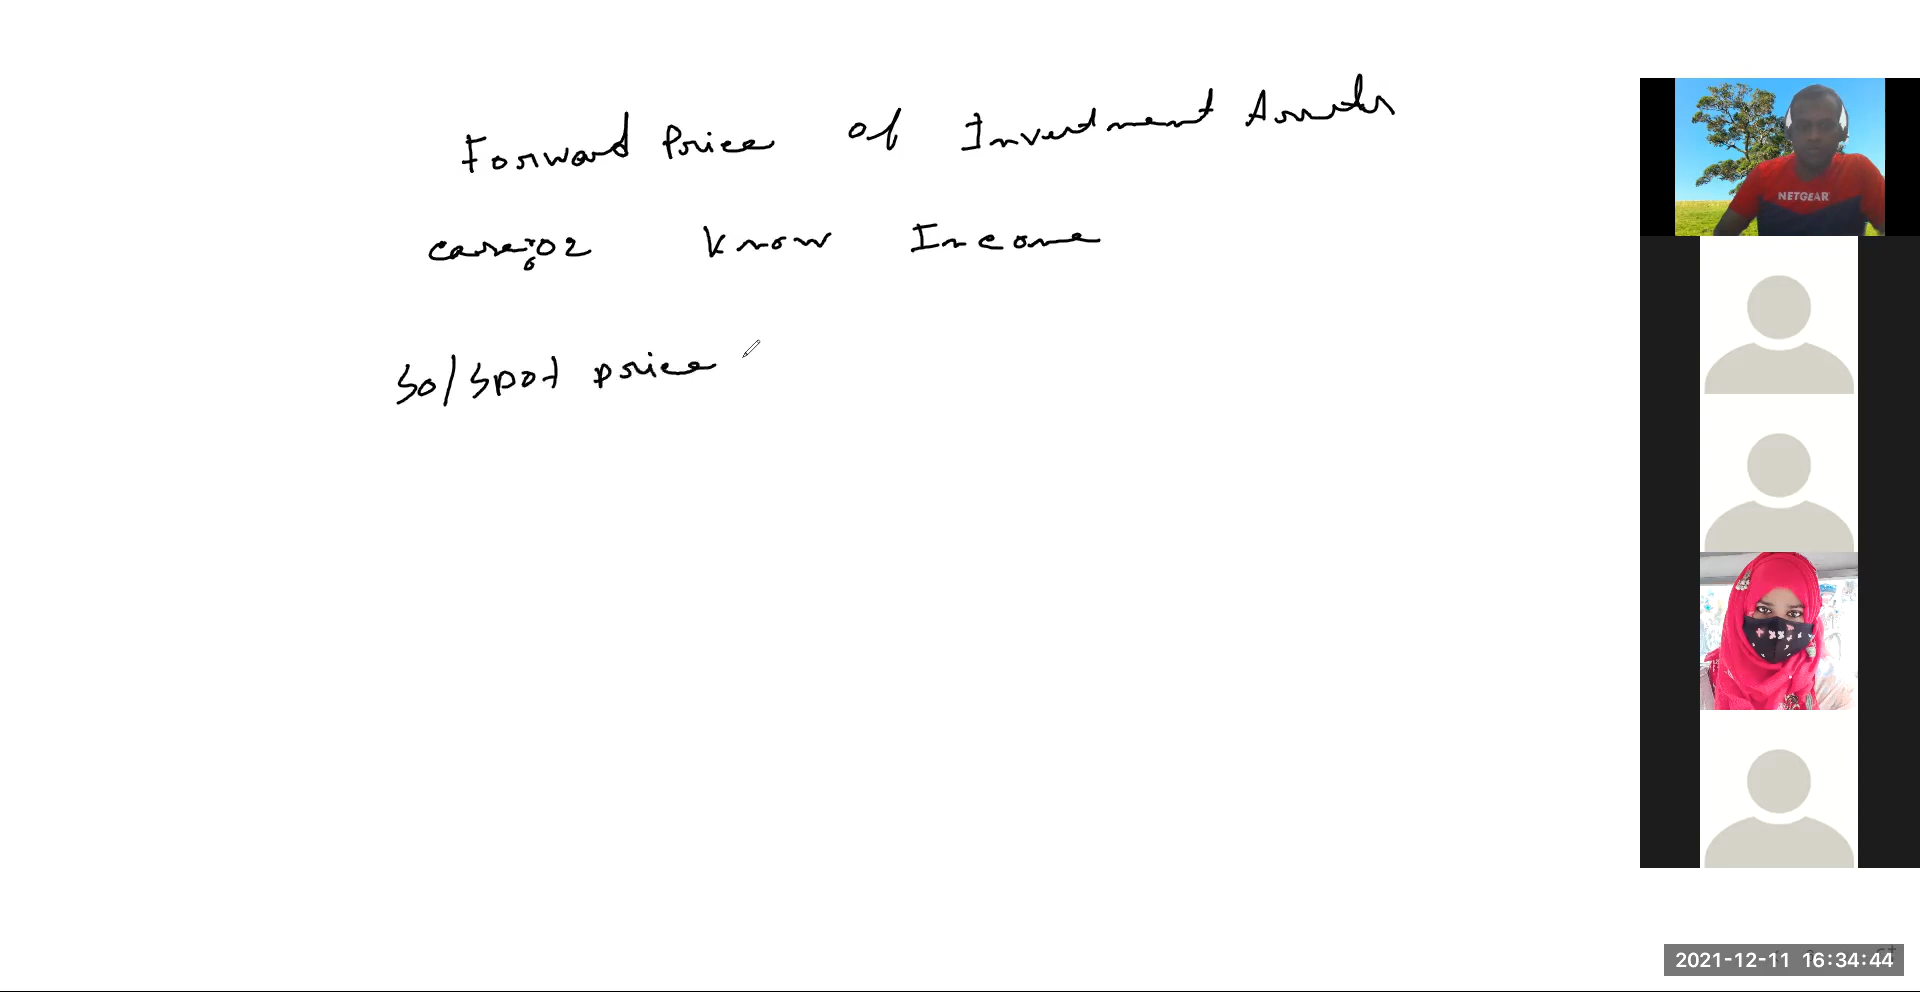 Forward Price of Investment Assets
NETGEAR
case:02 Know Income
So/Spot price
2021-12-11 16:34:44